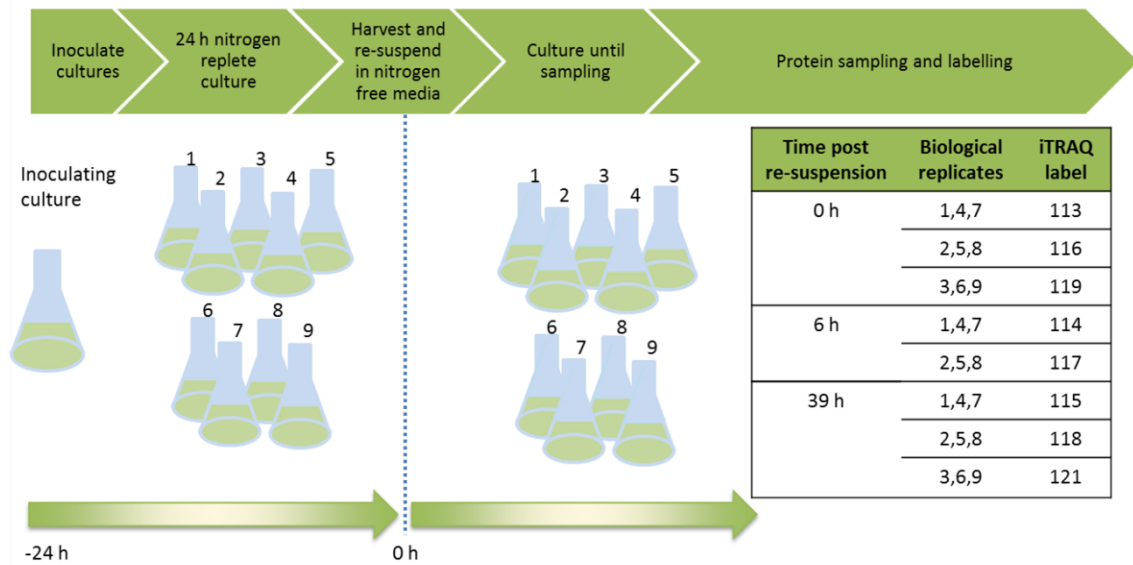 Inoculate
cultures
24 h nitrogen
replete
culture
Harvest and
re-suspend
in nitrogen
free media
Culture until
sampling
Protein sampling and labelling
Inoculating
culture
1
2
3
4
5
6
7
8
9
1
2
3
4
5
6
7
8
9
Time post
re-suspension
Biological
replicates
iTRAQ
label
0 h
1,4,7
113
2,5,8
116
3,6,9
119
6 h
1,4,7
114
2,5,8
117
39 h
1,4,7
115
2,5,8
118
3,6,9
121
-24 h
0 h